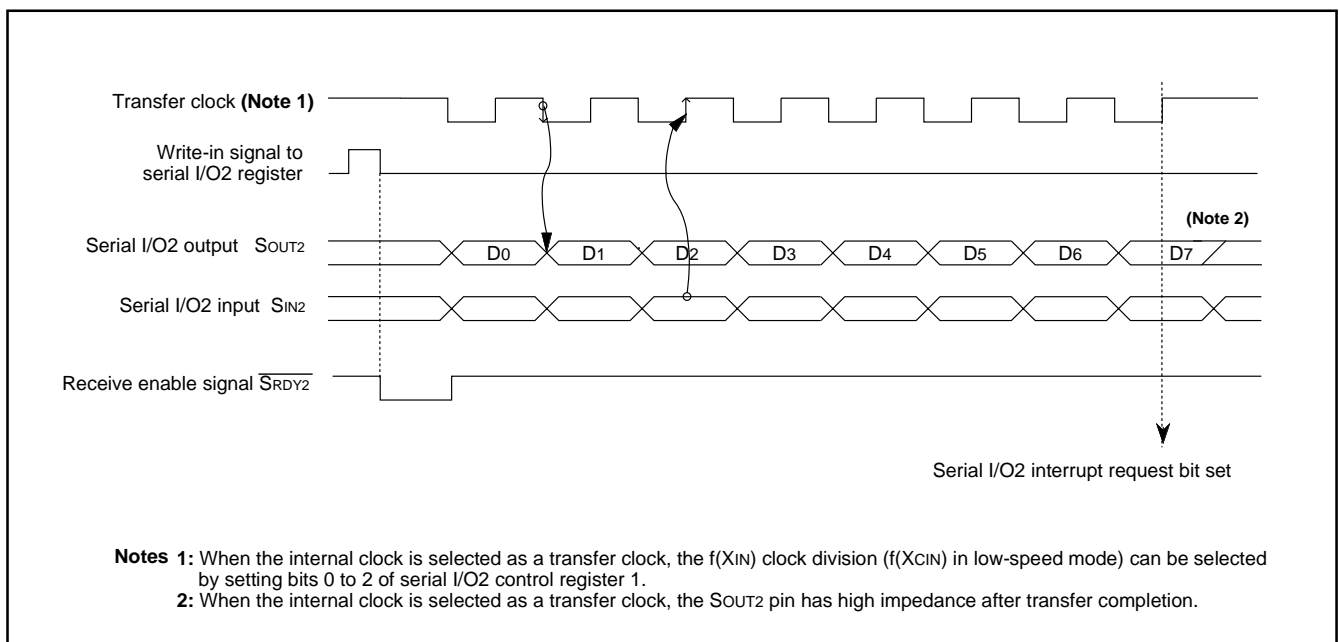 Transfer clock (Note 1)
Write-in signal to
serial I/O2 register
(Note 2)
Serial I/O2 output SOUT2
D0 D1 D2 D3 D4 D5 D6 D7
Serial I/O2 input SIN2
Receive enable signal SRDY2
Serial I/O2 interrupt request bit set
Notes 1: When the internal clock is selected as a transfer clock, the f(XIN) clock division (f(XCIN) in low-speed mode) can be selected
by setting bits 0 to 2 of serial I/O2 control register 1.
2: When the internal clock is selected as a transfer clock, the SOUT2 pin has high impedance after transfer completion.